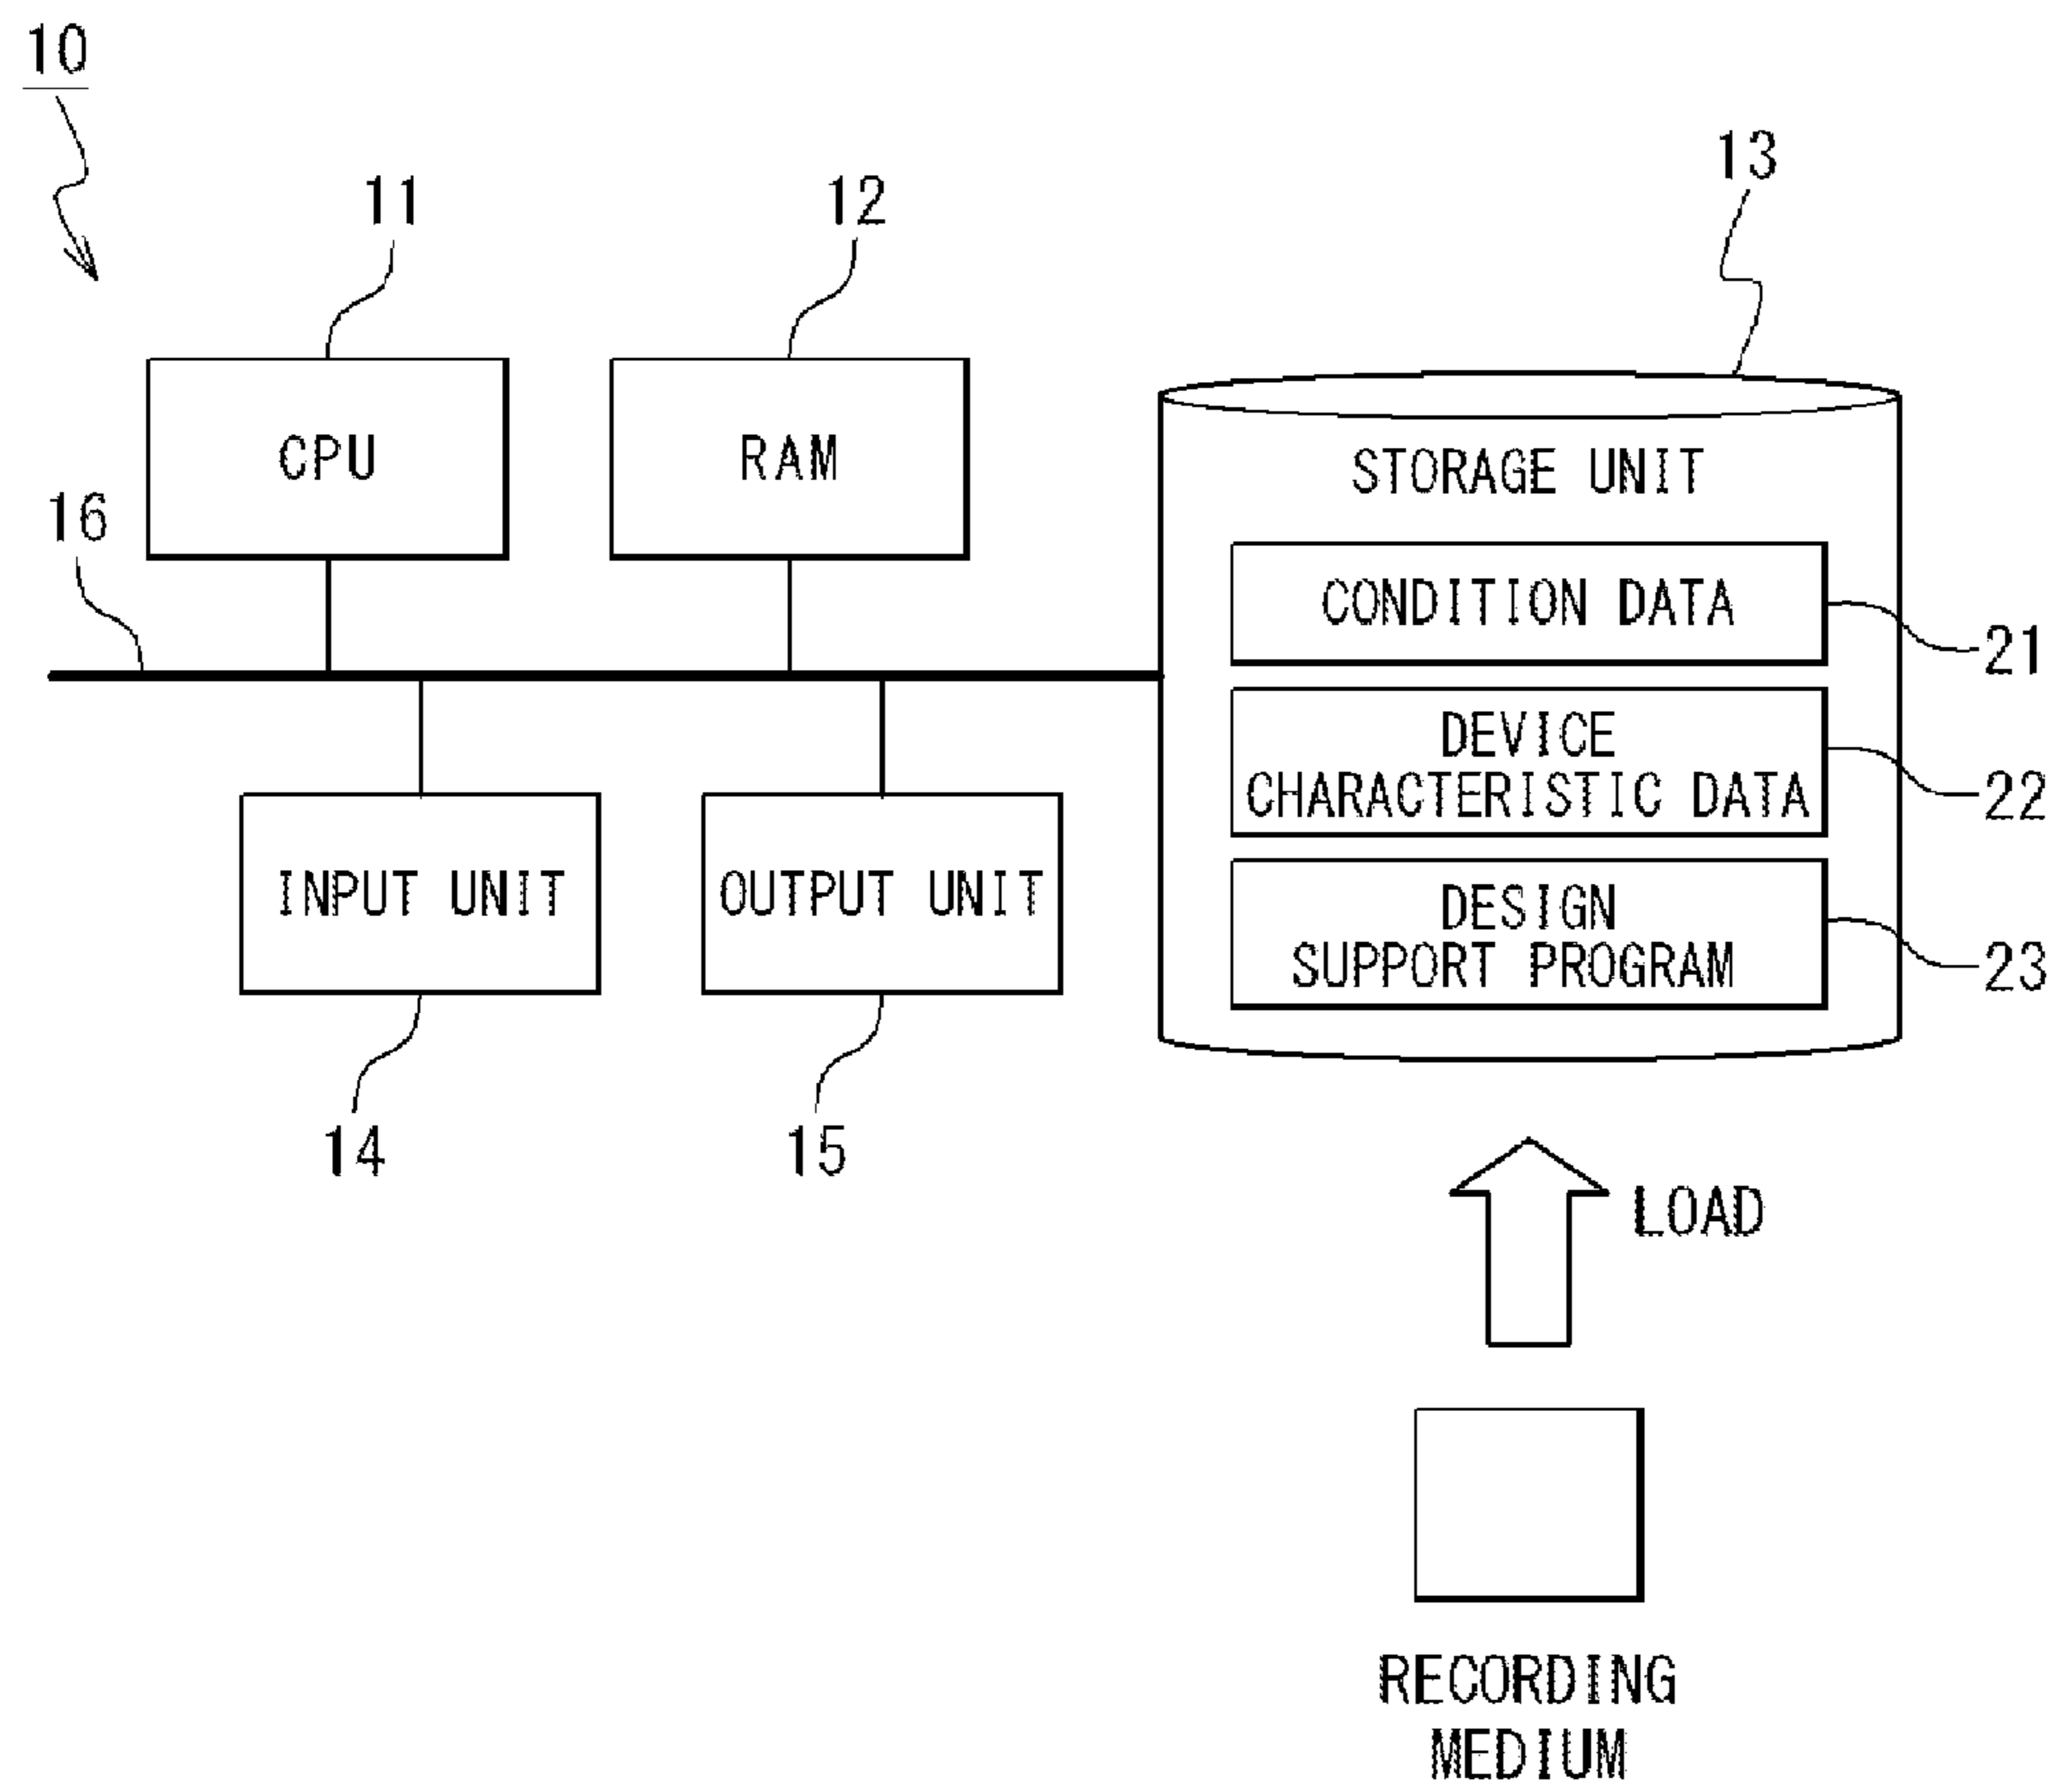 10
11
12
13
CPU
RAM
STORAGE UNIT
16
CONDITION DATA
21
DEVICE
CHARACTERISTIC DATA
22
INPUT UNIT
OUTPUT UNIT
DESIGN
SUPPORT PROGRAM
23
14
15
LOAD
RECORDING
MEDIUM